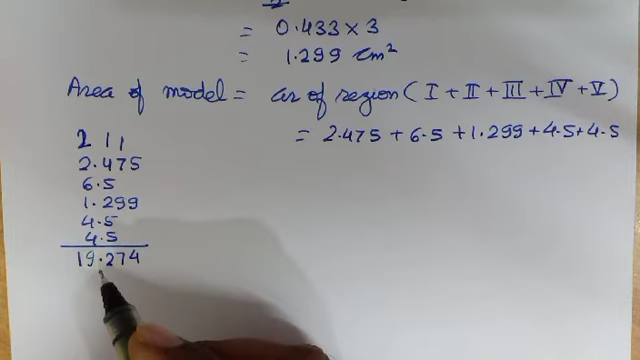 = 0.433 × 3
= 1.299 cm²
Area of model = ar of region ( I + II + III + IV + V )
= 2.475 + 6.5 + 1.299 + 4.5 + 4.5
2 1 1
2.475
6.5
1.299
4.5
4.5
19.274